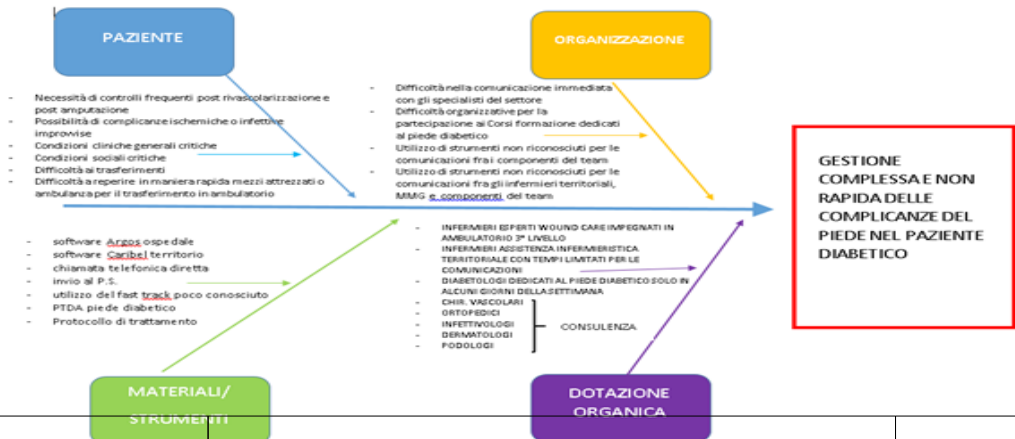 PAZIENTE
ORGANIZZAZIONE
- Necessità di controlli frequenti post rivascolarizzazione e
post amputazione
- Possibilità di complicanze ischemiche o infettive
improvvise
- Condizioni cliniche generali critiche
- Condizioni sociali critiche
- Difficoltà ai trasferimenti
- Difficoltà a reperire in maniera rapida mezzi attrezzati o
ambulanza per il trasferimento in ambulatorio
- Difficoltà nella comunicazione immediata
con gli specialisti del settore
- Difficoltà organizzative per la
partecipazione ai Corsi formazione dedicati
al piede diabetico
- Utilizzo di strumenti non riconosciuti per le
comunicazioni fra i componenti del team
- Utilizzo di strumenti non riconosciuti per le
comunicazioni fra gli infermieri territoriali,
MMG e componenti del team
GESTIONE
COMPLESSA E NON
RAPIDA DELLE
COMPLICANZE DEL
PIEDE NEL PAZIENTE
DIABETICO
- software Argos ospedale
- software Caribel territorio
- chiamata telefonica diretta
- invio al P.S.
- utilizzo del fast track poco conosciuto
- PTDA piede diabetico
- Protocollo di trattamento
- INFERMIERI ESPERTI WOUND CARE IMPEGNATI IN
AMBULATORIO 3° LIVELLO
- INFERMIERI ASSISTENZA INFERMIERISTICA
TERRITORIALE CON TEMPI LIMITATI PER LE
COMUNICAZIONI
- DIABETOLOGI DEDICATI AL PIEDE DIABETICO SOLO IN
ALCUNI GIORNI DELLA SETTIMANA
- CHIR. VASCOLARI
- ORTOPEDICI
- INFETTIVOLOGI
- DERMATOLOGI
- PODOLOGI
CONSULENZA
MATERIALI/
STRUMENTI
DOTAZIONE
ORGANICA